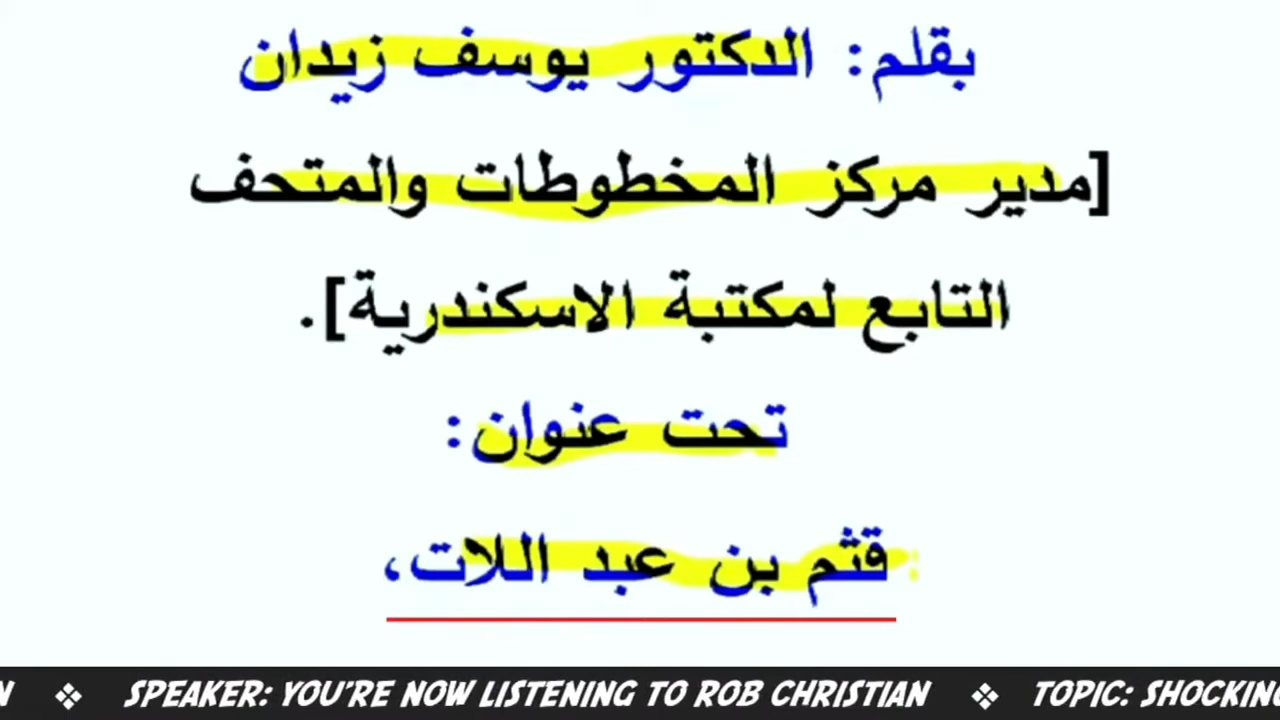 بقلم: الدكتور يوسف زيدان
[مدير مركز المخطوطات والمتحف
التابع لمكتبة الاسكندرية].
تحت عنوان:
قثم بن عبد اللات،
N ❖ SPEAKER: YOU'RE NOW LISTENING TO ROB CHRISTIAN ❖ TOPIC: SHOCKING